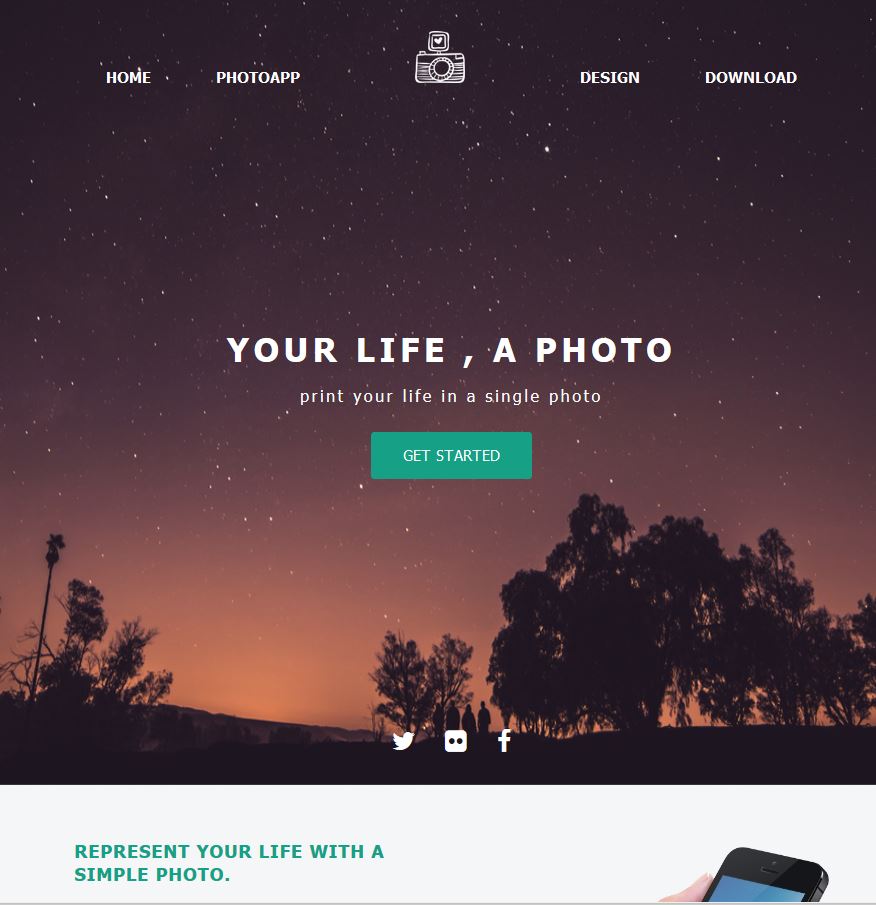 HOME PHOTOAPP DESIGN DOWNLOAD
YOUR LIFE , A PHOTO
print your life in a single photo
GET STARTED
REPRESENT YOUR LIFE WITH A
SIMPLE PHOTO.